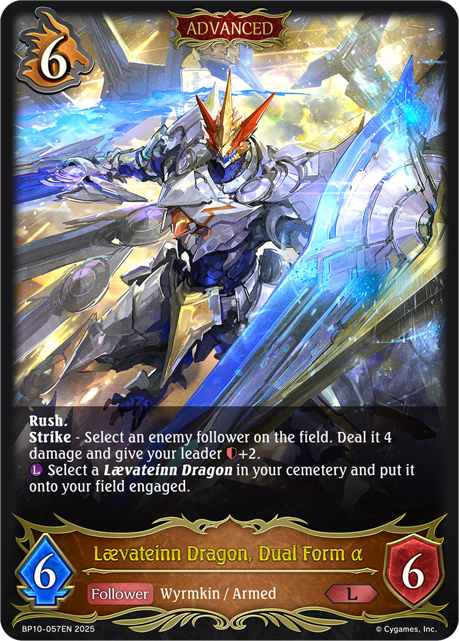 ADVANCED
6
Rush.
Strike - Select an enemy follower on the field. Deal it 4
damage and give your leader +2.
L Select a Lævateinn Dragon in your cemetery and put it
onto your field engaged.
Lævateinn Dragon, Dual Form α
6
Follower Wyrmkin / Armed
L
6
BP10-057EN 2025
© Cygames, Inc.